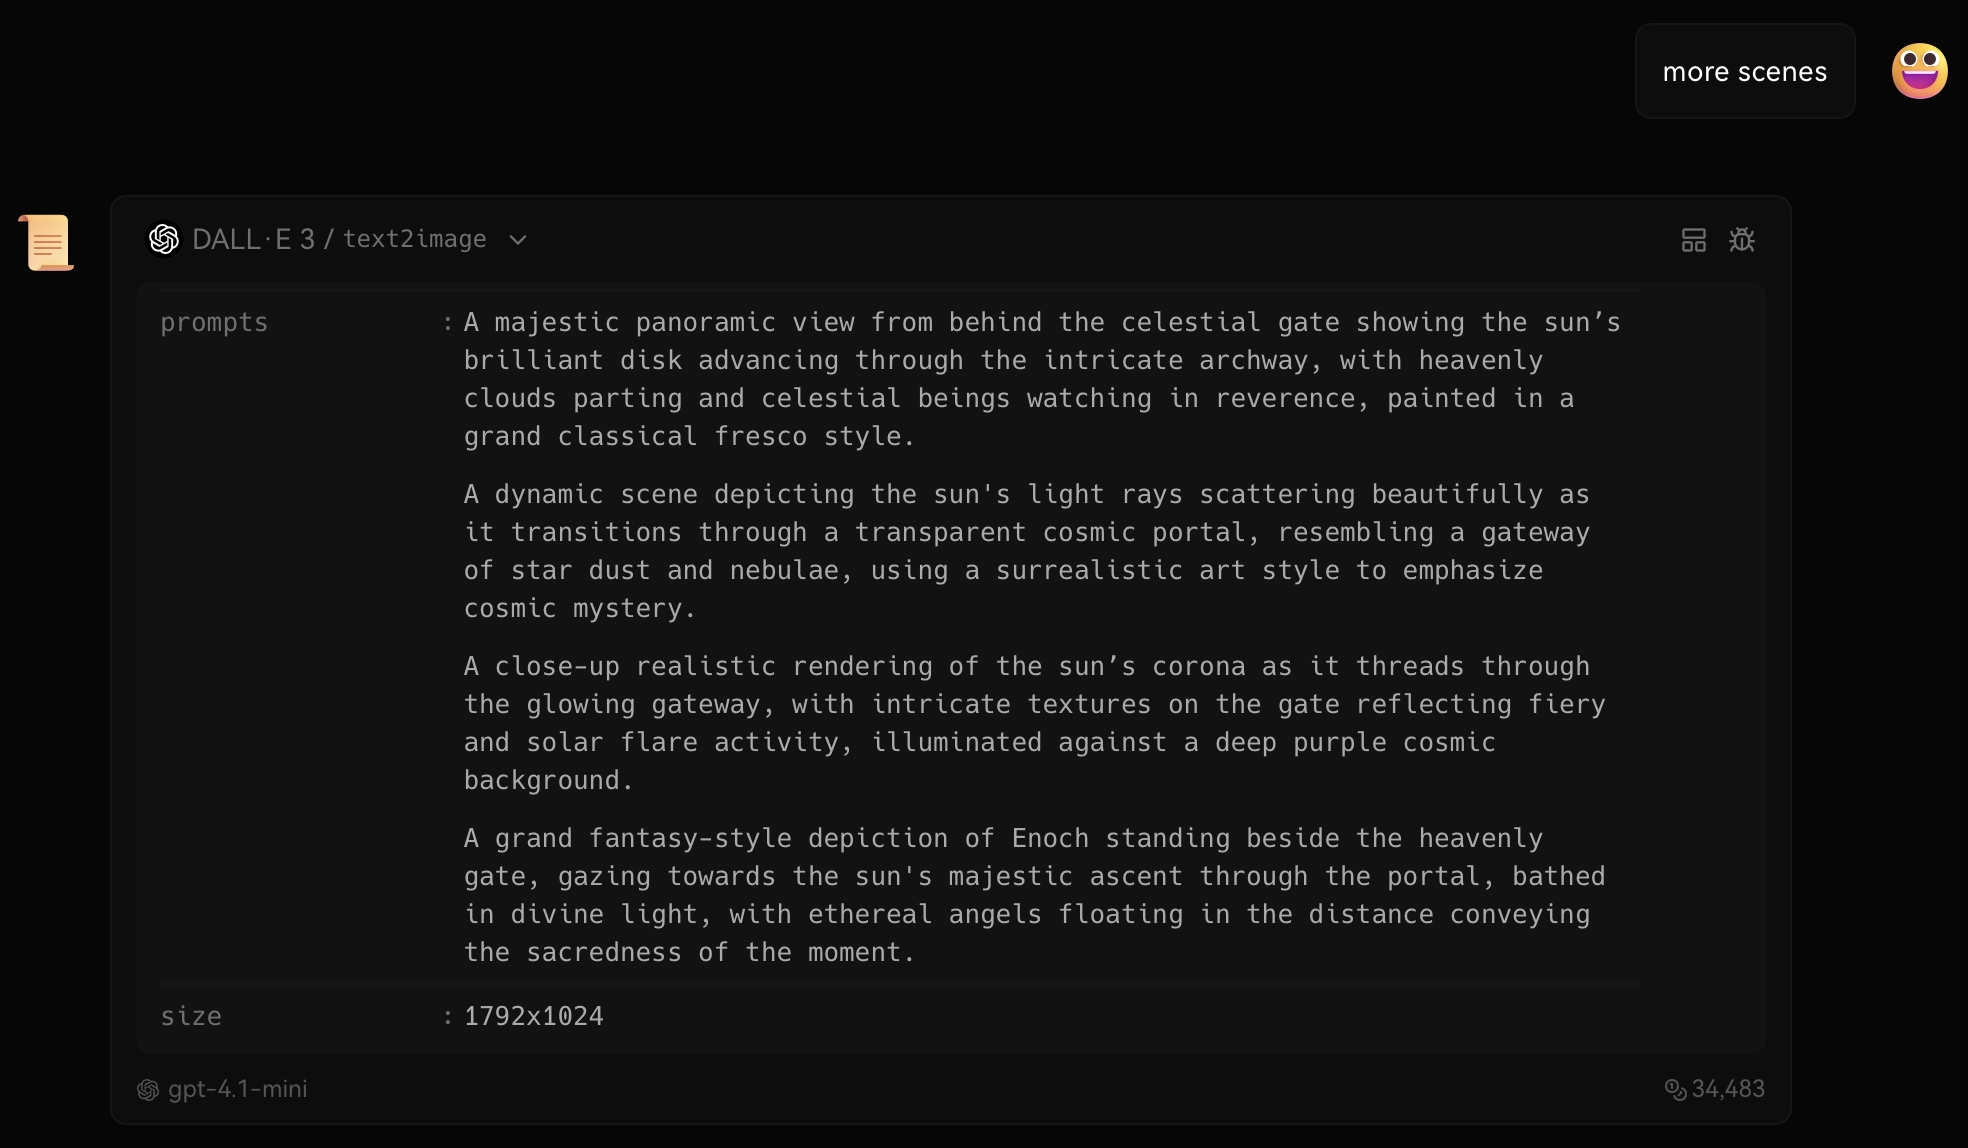 more scenes
DALL·E 3 / text2image
prompts : A majestic panoramic view from behind the celestial gate showing the sun’s
brilliant disk advancing through the intricate archway, with heavenly
clouds parting and celestial beings watching in reverence, painted in a
grand classical fresco style.
A dynamic scene depicting the sun's light rays scattering beautifully as
it transitions through a transparent cosmic portal, resembling a gateway
of star dust and nebulae, using a surrealistic art style to emphasize
cosmic mystery.
A close-up realistic rendering of the sun’s corona as it threads through
the glowing gateway, with intricate textures on the gate reflecting fiery
and solar flare activity, illuminated against a deep purple cosmic
background.
A grand fantasy-style depiction of Enoch standing beside the heavenly
gate, gazing towards the sun's majestic ascent through the portal, bathed
in divine light, with ethereal angels floating in the distance conveying
the sacredness of the moment.
size : 1792x1024
gpt-4.1-mini 34,483